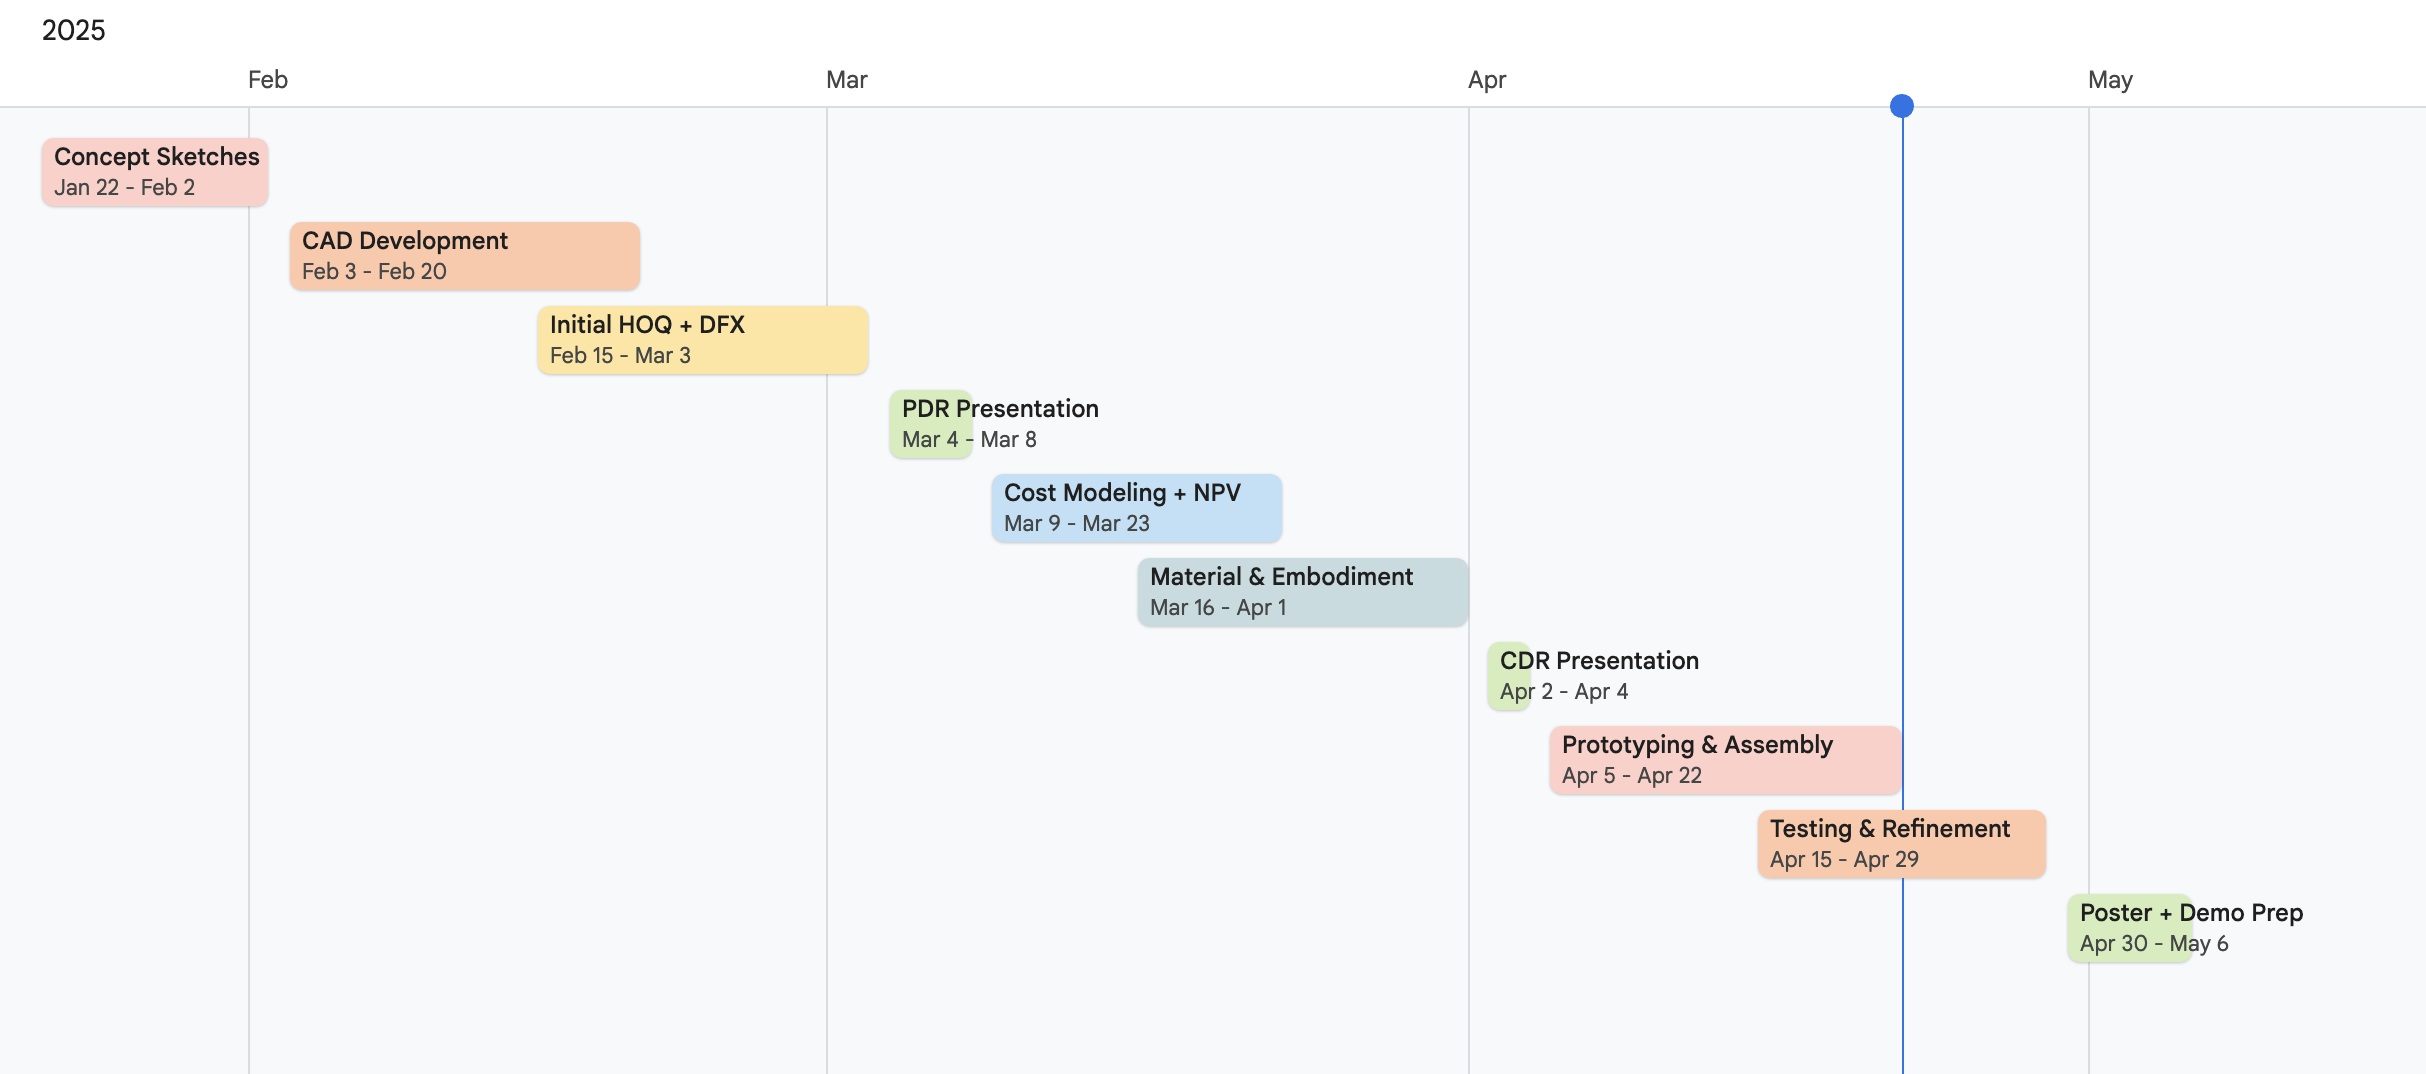 2025
Feb
Mar
Apr
May
Concept Sketches
Jan 22 - Feb 2
CAD Development
Feb 3 - Feb 20
Initial HOQ + DFX
Feb 15 - Mar 3
PDR Presentation
Mar 4 - Mar 8
Cost Modeling + NPV
Mar 9 - Mar 23
Material & Embodiment
Mar 16 - Apr 1
CDR Presentation
Apr 2 - Apr 4
Prototyping & Assembly
Apr 5 - Apr 22
Testing & Refinement
Apr 15 - Apr 29
Poster + Demo Prep
Apr 30 - May 6